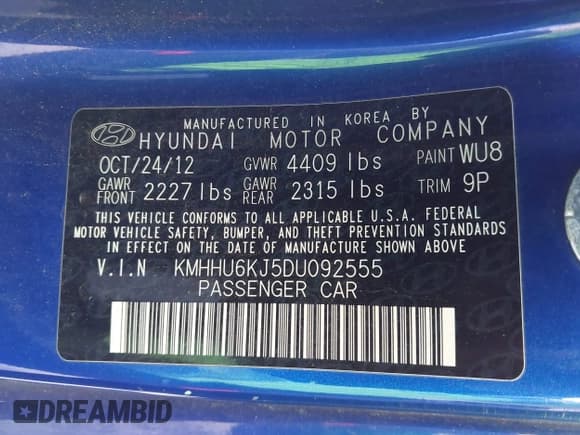 MANUFACTURED IN KOREA BY
HYUNDAI MOTOR COMPANY
OCT/24/12 GVWR 4409 lbs PAINT WU8
GAWR FRONT 2227 lbs GAWR REAR 2315 lbs TRIM 9P
THIS VEHICLE CONFORMS TO ALL APPLICABLE U.S.A. FEDERAL
MOTOR VEHICLE SAFETY, BUMPER, AND THEFT PREVENTION STANDARDS
IN EFFECT ON THE DATE OF MANUFACTURE SHOWN ABOVE
V.I.N KMHHU6KJ5DU092555
PASSENGER CAR
DREAMBID